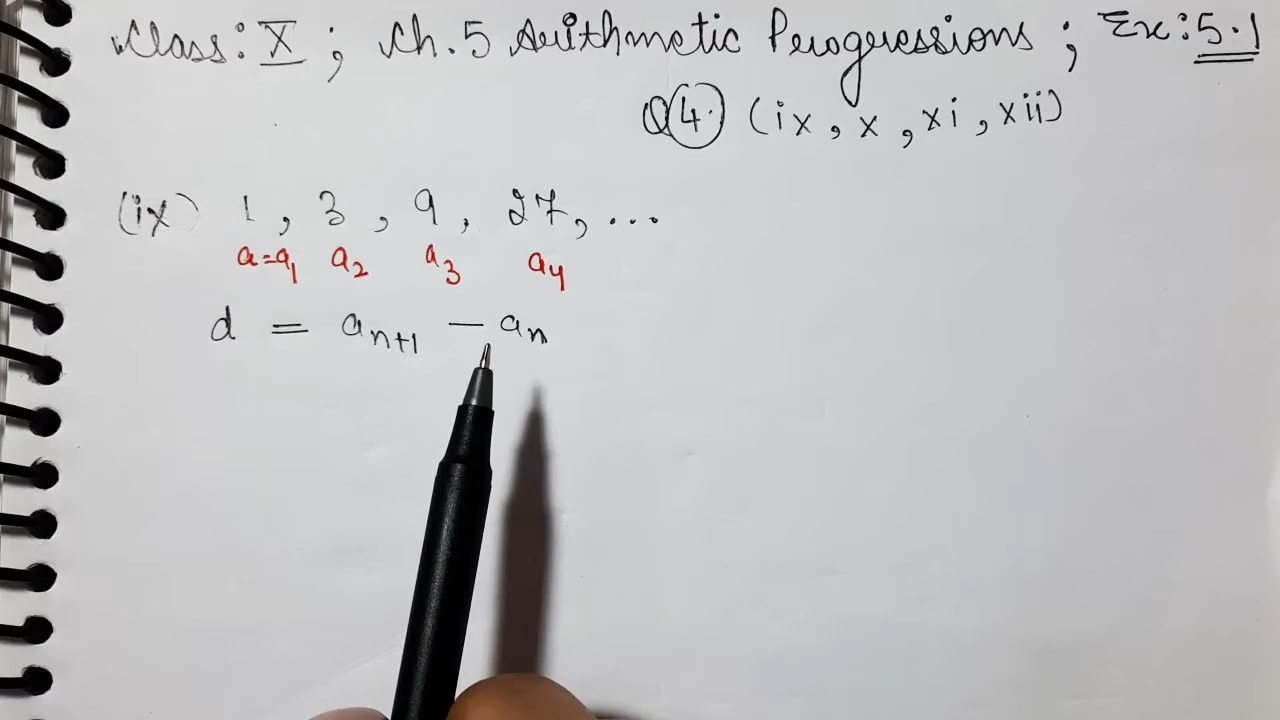 Class: X ; Ch. 5 Arithmetic Progressions ; Ex: 5.1
Q 4. (ix, x, xi, xii)
(ix) 1, 3, 9, 27, ...
a=a₁ a₂ a₃ a₄
d = aₙ₊₁ — aₙ